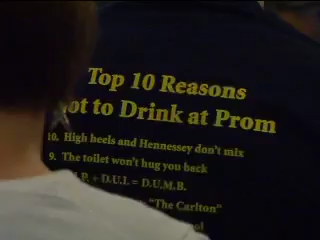 Top 10 Reasons
ot to Drink at Prom
10. High heels and Hennessey don't mix
9. The toilet won't hug you back
.P. + D.U.I. = D.U.M.B.
"The Carlton"
ol